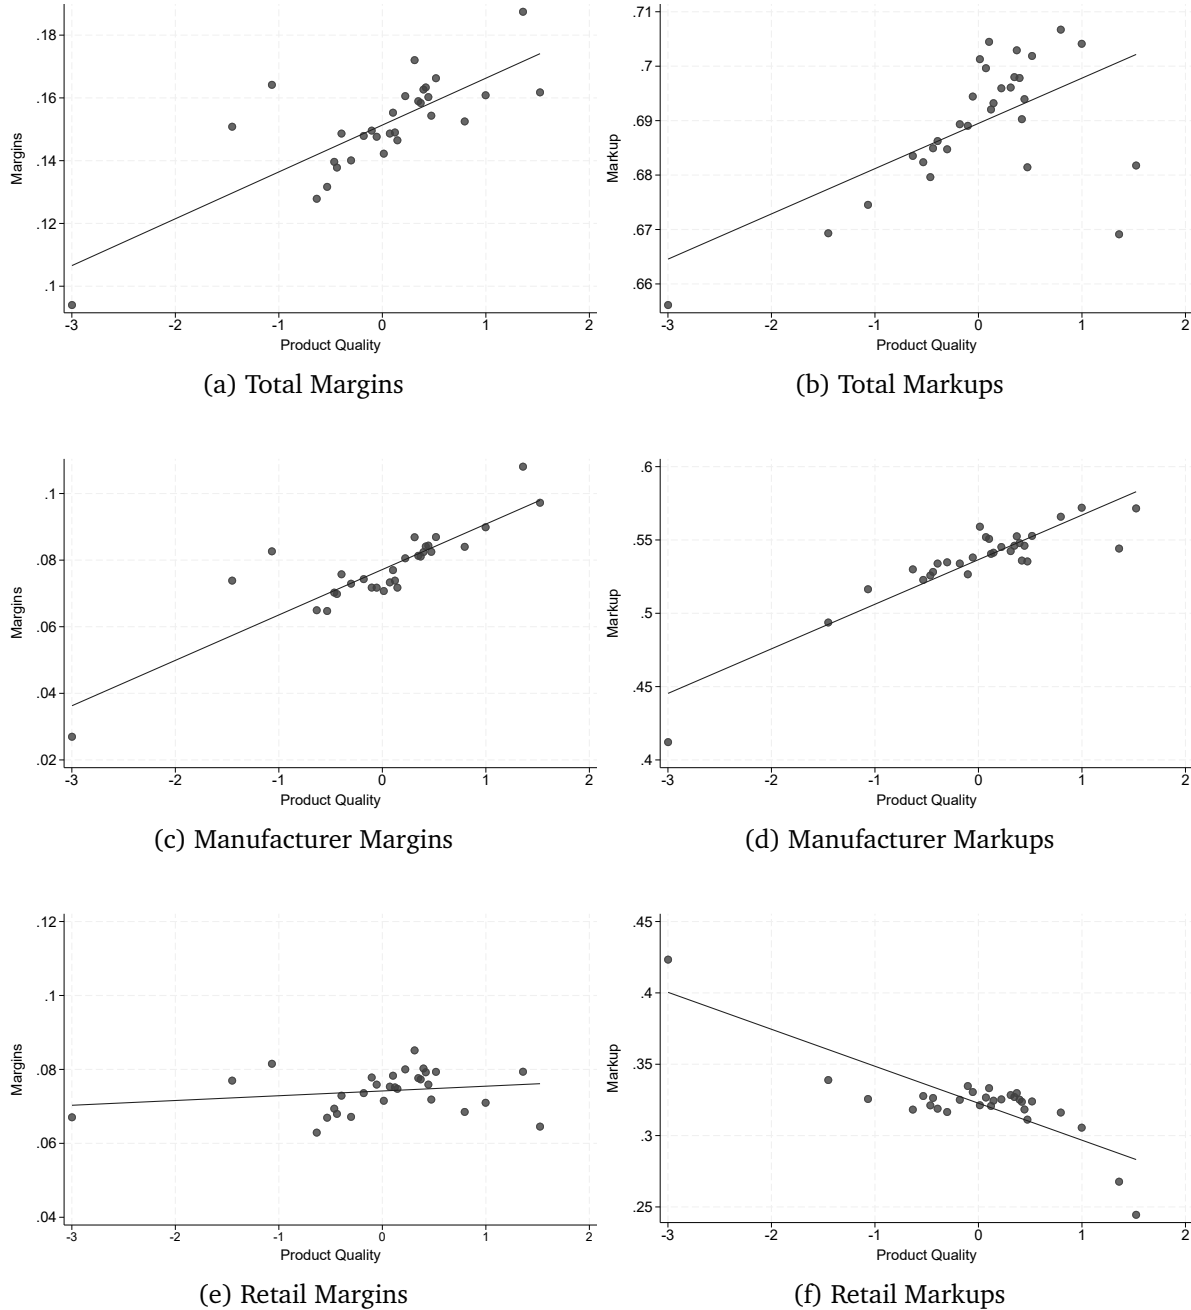 .18
.16
.14
.12
.1
Margins
-3 -2 -1 0 1 2
Product Quality
(a) Total Margins
.71
.7
.69
.68
.67
.66
Markup
-3 -2 -1 0 1 2
Product Quality
(b) Total Markups
.1
.08
.06
.04
.02
Margins
-3 -2 -1 0 1 2
Product Quality
(c) Manufacturer Margins
.6
.55
.5
.45
.4
Markup
-3 -2 -1 0 1 2
Product Quality
(d) Manufacturer Markups
.12
.1
.08
.06
.04
Margins
-3 -2 -1 0 1 2
Product Quality
(e) Retail Margins
.45
.4
.35
.3
.25
Markup
-3 -2 -1 0 1 2
Product Quality
(f) Retail Markups